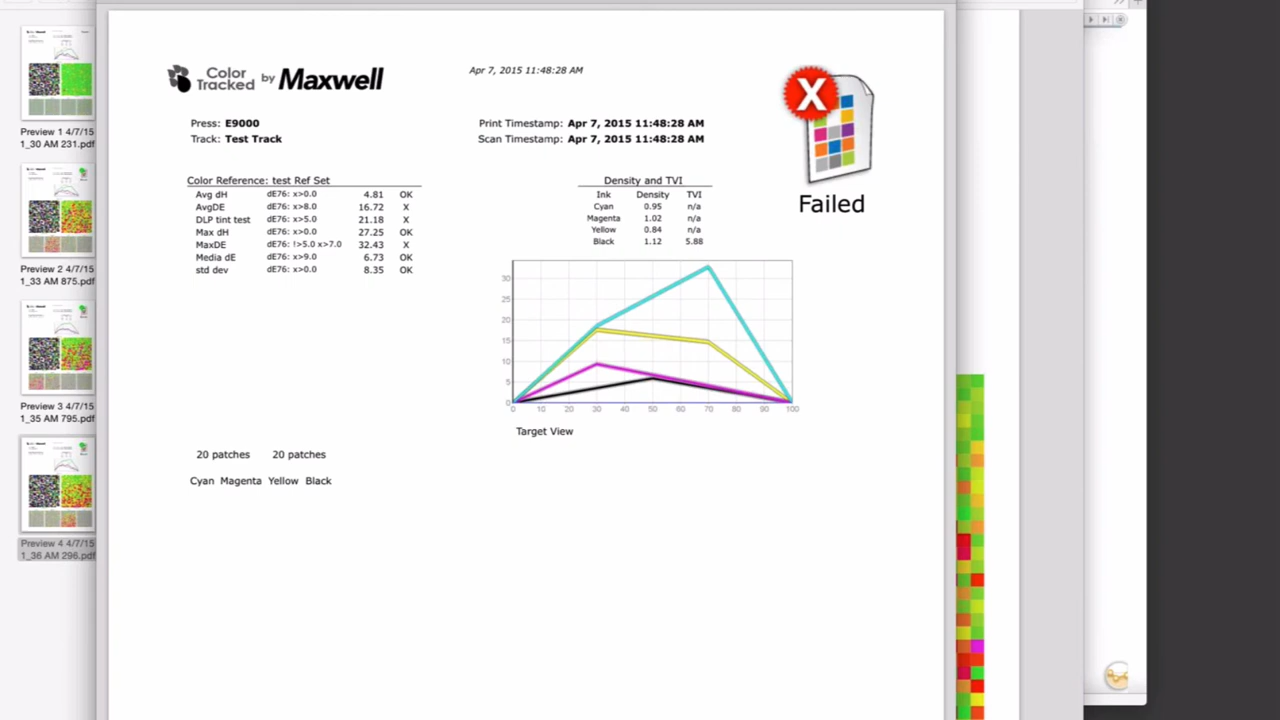 Preview 1 4/7/15
1_30 AM 231.pdf
Preview 2 4/7/15
1_33 AM 875.pdf
Preview 3 4/7/15
1_35 AM 795.pdf
Preview 4 4/7/15
1_36 AM 296.pdf
Color Tracked by Maxwell
Apr 7, 2015 11:48:28 AM
Press: E9000
Track: Test Track
Print Timestamp: Apr 7, 2015 11:48:28 AM
Scan Timestamp: Apr 7, 2015 11:48:28 AM
X
Failed
Color Reference: test Ref Set
Avg dH dE76: x>0.0 4.81 OK
AvgDE dE76: x>8.0 16.72 X
DLP tint test dE76: x>5.0 21.18 X
Max dH dE76: x>0.0 27.25 OK
MaxDE dE76: !>5.0 x>7.0 32.43 X
Media dE dE76: x>9.0 6.73 OK
std dev dE76: x>0.0 8.35 OK
Density and TVI
Ink Density TVI
Cyan 0.95 n/a
Magenta 1.02 n/a
Yellow 0.84 n/a
Black 1.12 5.88
30
25
20
15
10
5
0
0 10 20 30 40 50 60 70 80 90 100
Target View
20 patches 20 patches
Cyan Magenta Yellow Black